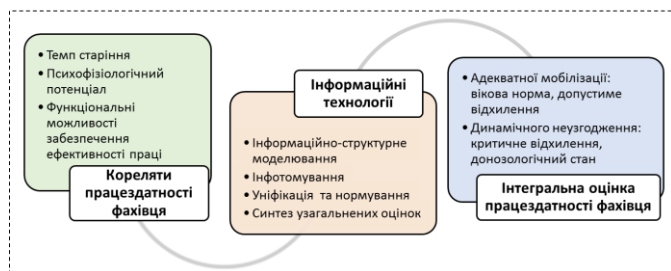 • Темп старіння
• Психофізіологічний
потенціал
• Функціональні
можливості
забезпечення
ефективності праці
Кореляти
працездатності
фахівця
Інформаційні
технології
• Інформаційно-структурне
моделювання
• Інфотомування
• Уніфікація та нормування
• Синтез узагальнених оцінок
• Адекватної мобілізації:
вікова норма, допустиме
відхилення
• Динамічного неузгодження:
критичне відхилення,
донозологічний стан
Інтегральна оцінка
працездатності фахівця